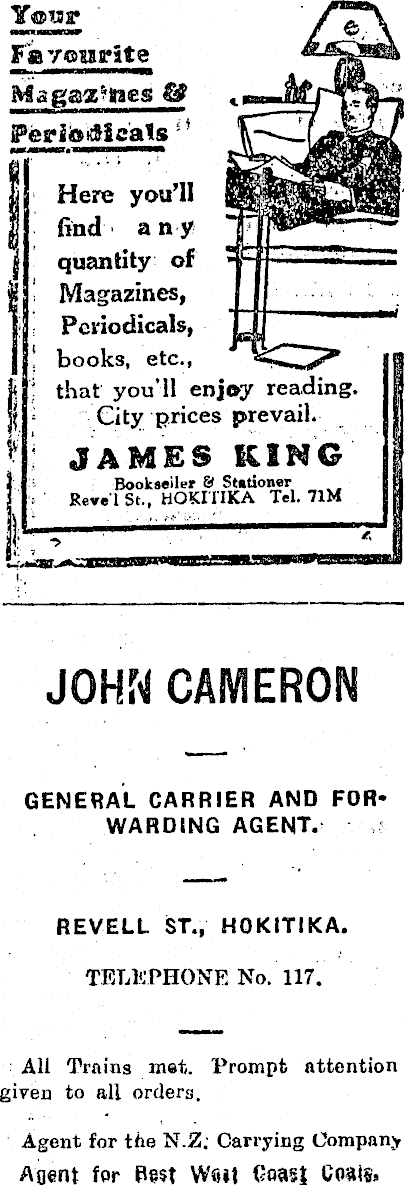 Your
Favourite
Magazines &
Periodicals
Here you'll
find any
quantity of
Magazines,
Periodicals,
books, etc.,
that you'll enjoy reading.
City prices prevail.
JAMES KING
Bookseller & Stationer
Revell St., HOKITIKA Tel. 71M
JOHN CAMERON
GENERAL CARRIER AND FOR-
WARDING AGENT.
REVELL ST., HOKITIKA.
TELEPHONE No. 117.
All Trains met. Prompt attention
given to all orders.
Agent for the N.Z. Carrying Company
Agent for Best West Coast Coals.